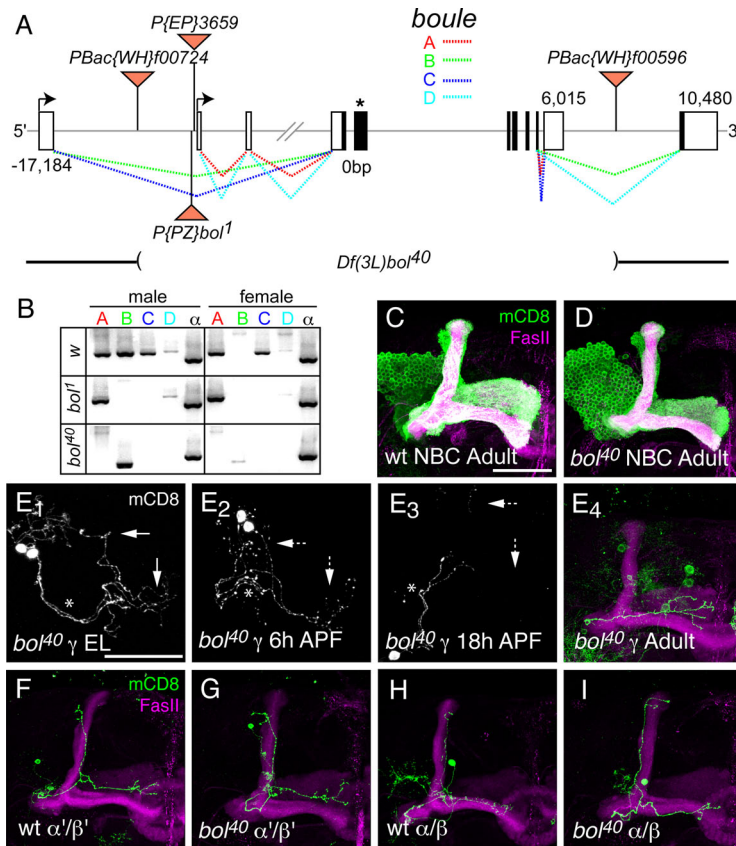 A
P{EP}3659
boule
PBac{WH}f00724
A
B
C
D
PBac{WH}f00596
*
6,015
10,480
5'
3'
-17,184
0bp
P{PZ}bol1
Df(3L)bol40
B
male
female
A B C D α A B C D α
w
bol1
bol40
C
mCD8
FasII
wt NBC Adult
D
bol40 NBC Adult
E1
mCD8
*
bol40 γ EL
E2
*
bol40 γ 6h APF
E3
*
bol40 γ 18h APF
E4
bol40 γ Adult
F
mCD8
FasII
wt α'/β'
G
bol40 α'/β'
H
wt α/β
I
bol40 α/β